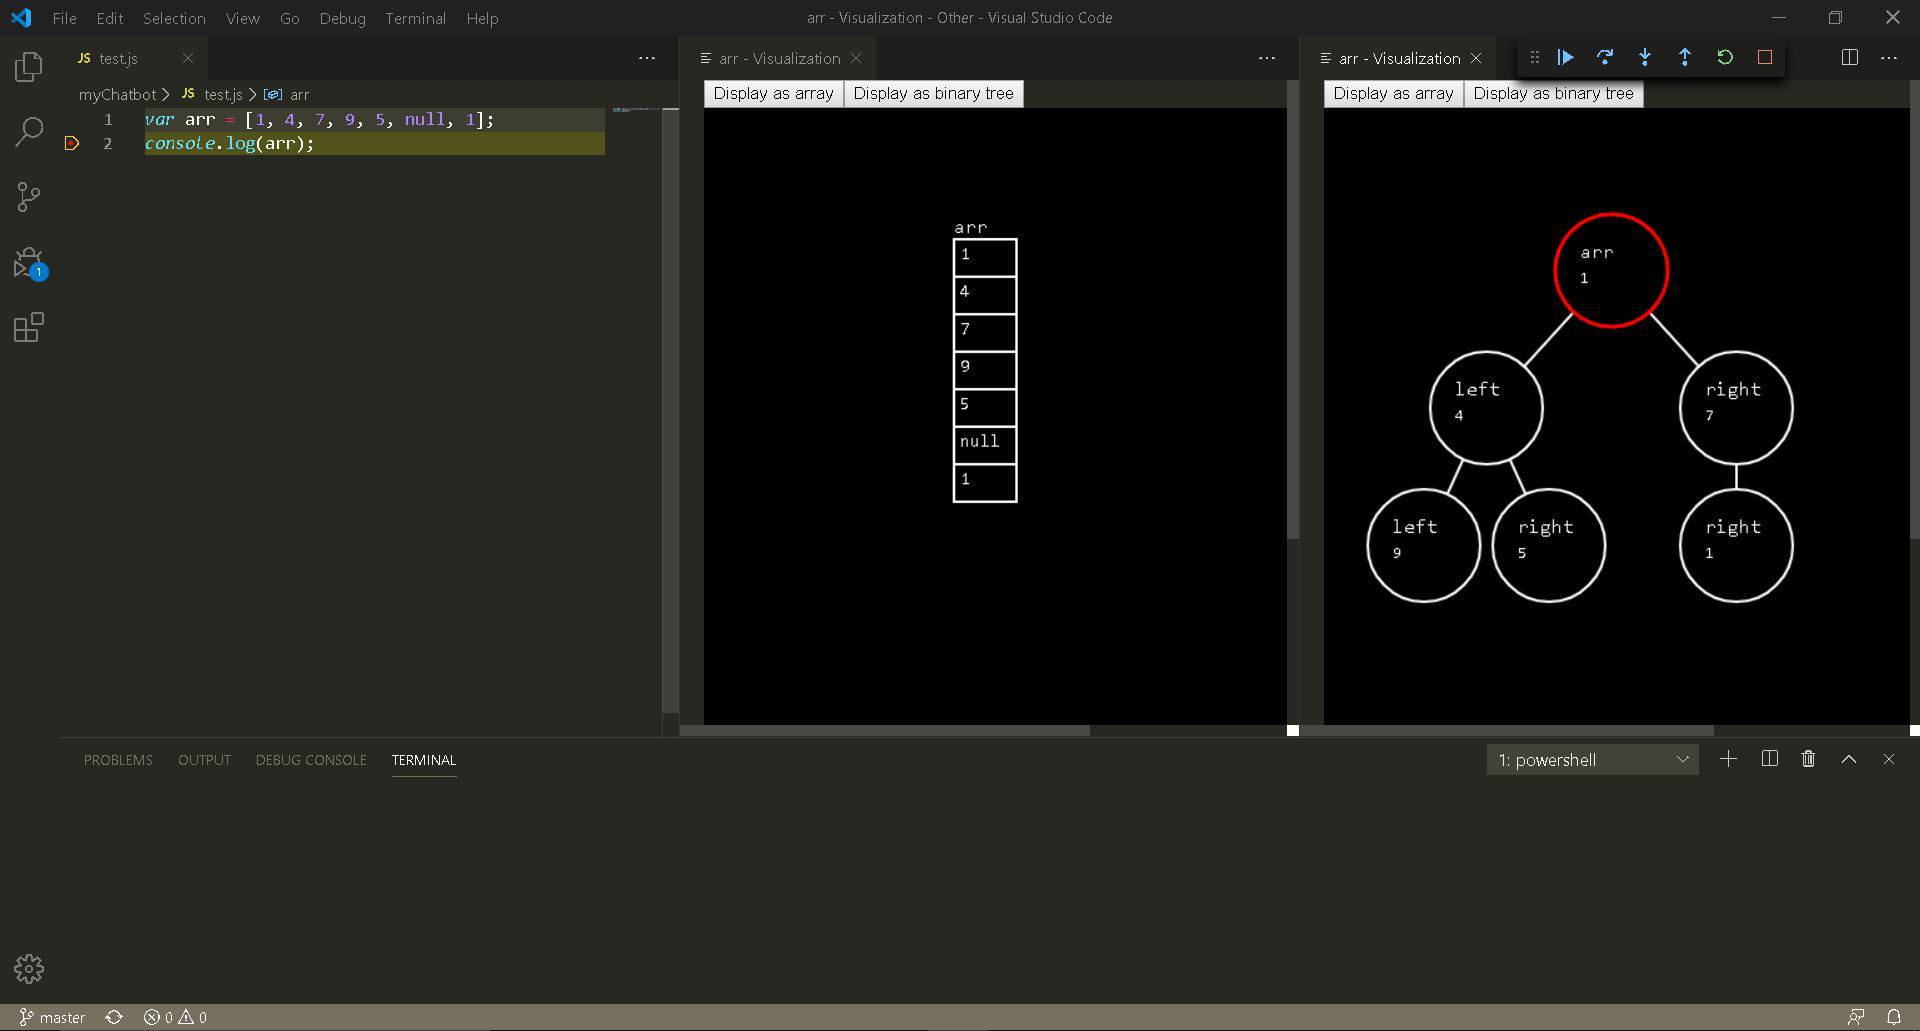 File Edit Selection View Go Debug Terminal Help
arr - Visualization - Other - Visual Studio Code
JS test.js
myChatbot > JS test.js > arr
1 var arr = [1, 4, 7, 9, 5, null, 1];
2 console.log(arr);
1
arr - Visualization
Display as array Display as binary tree
arr
1
4
7
9
5
null
1
arr - Visualization
Display as array Display as binary tree
arr
1
left
4
right
7
left
9
right
5
right
1
PROBLEMS OUTPUT DEBUG CONSOLE TERMINAL
1: powershell
master 0 0